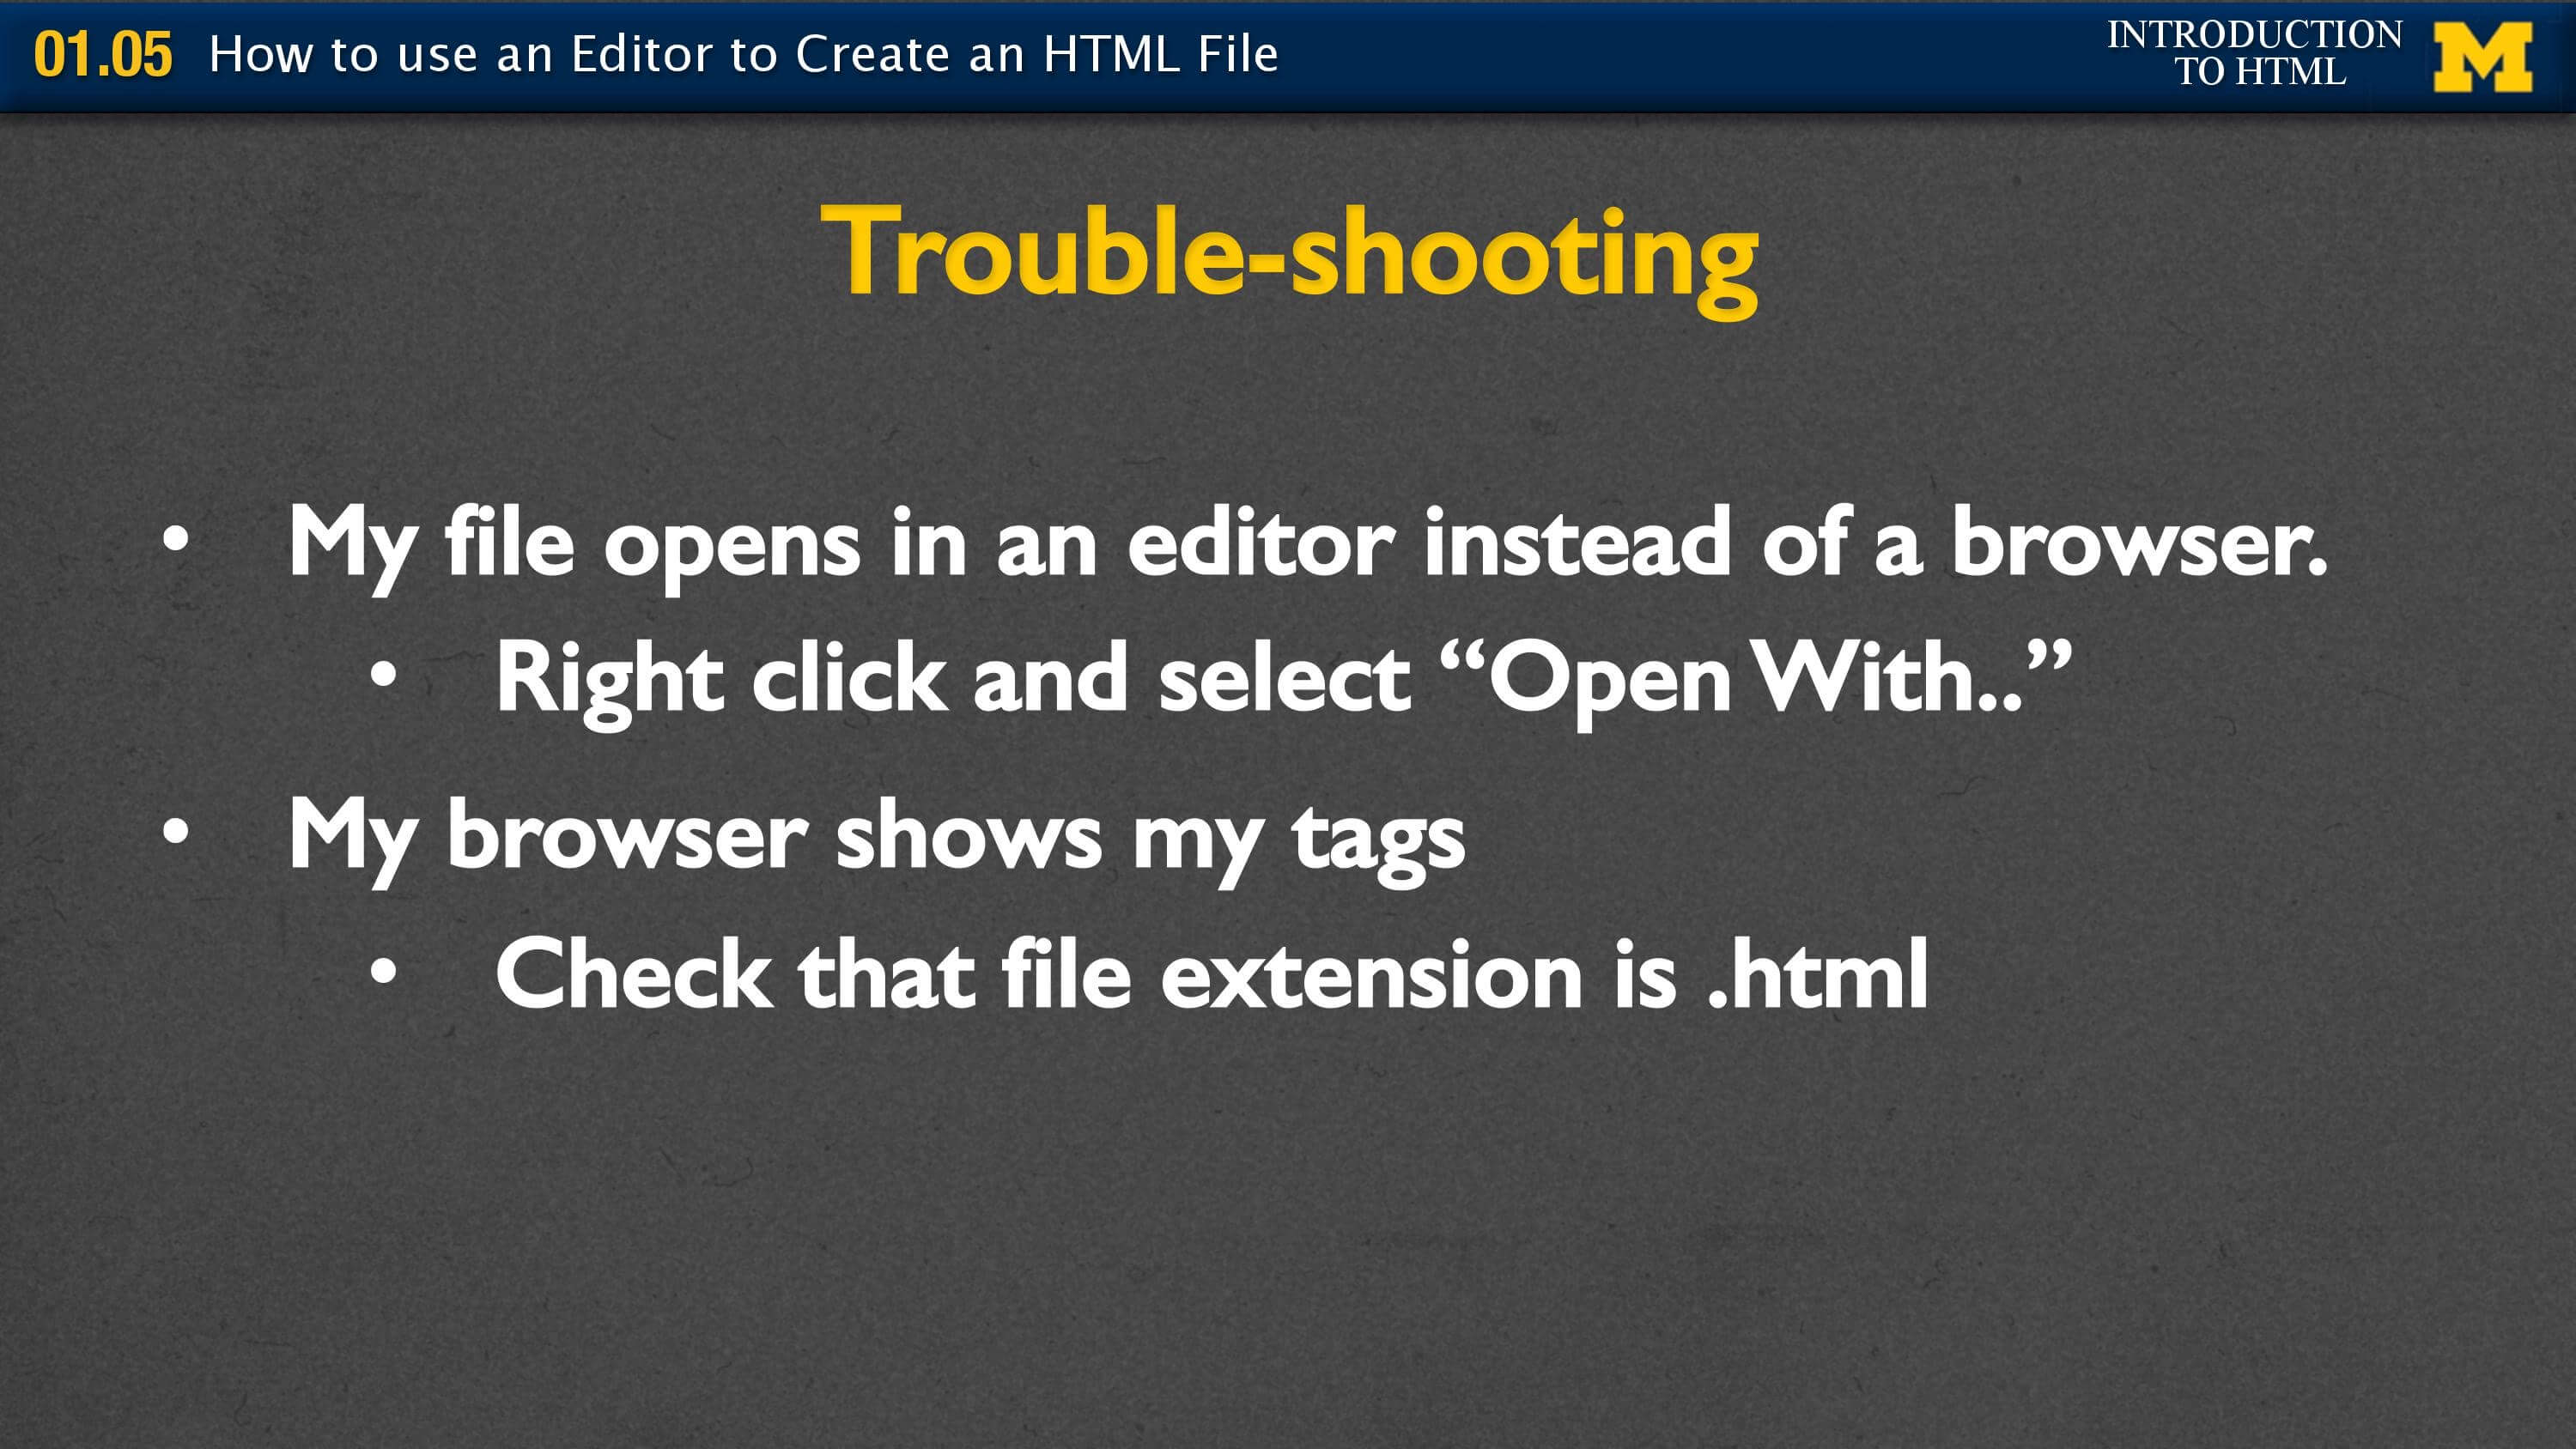 01.05 How to use an Editor to Create an HTML File
INTRODUCTION
TO HTML
M
Trouble-shooting
• My file opens in an editor instead of a browser.
• Right click and select “Open With..”
• My browser shows my tags
• Check that file extension is .html